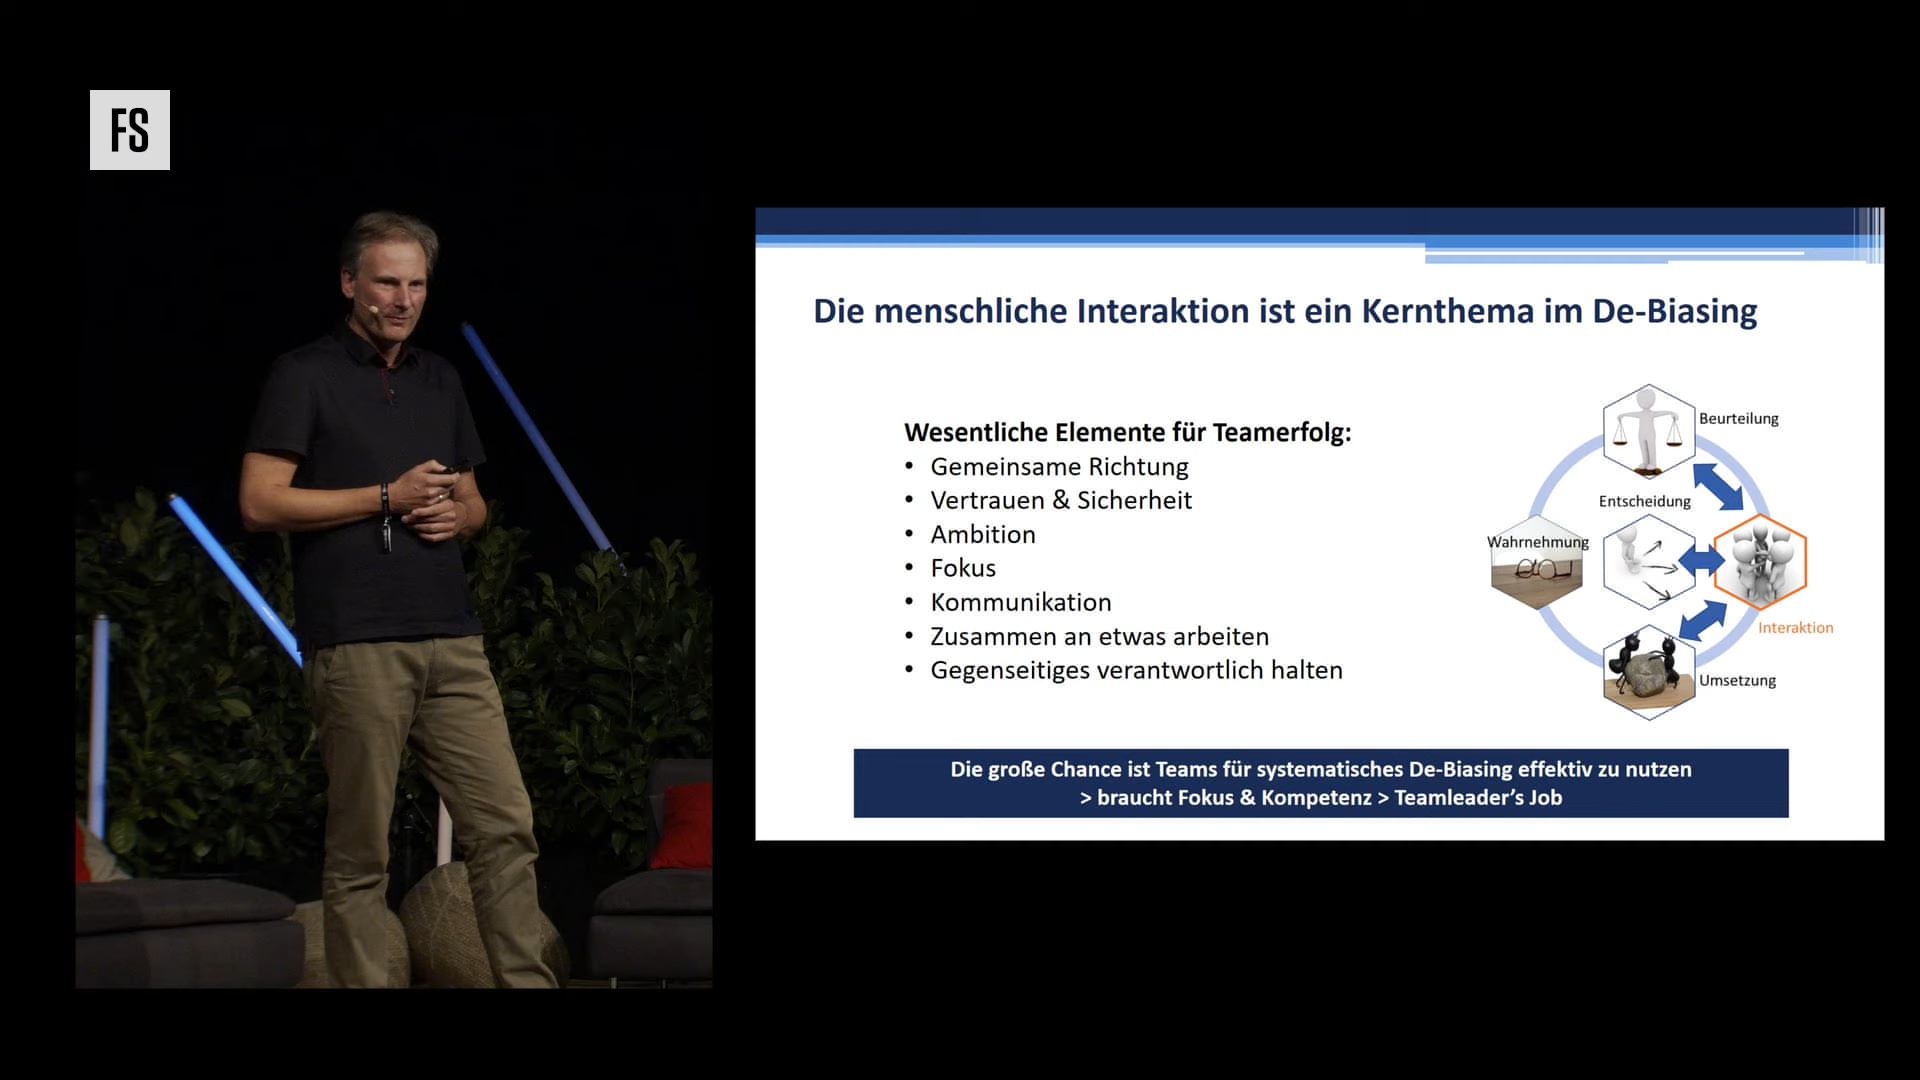 FS
Die menschliche Interaktion ist ein Kernthema im De-Biasing
Wesentliche Elemente für Teamerfolg:
• Gemeinsame Richtung
• Vertrauen & Sicherheit
• Ambition
• Fokus
• Kommunikation
• Zusammen an etwas arbeiten
• Gegenseitiges verantwortlich halten
Beurteilung
Entscheidung
Wahrnehmung
Interaktion
Umsetzung
Die große Chance ist Teams für systematisches De-Biasing effektiv zu nutzen
> braucht Fokus & Kompetenz > Teamleader's Job